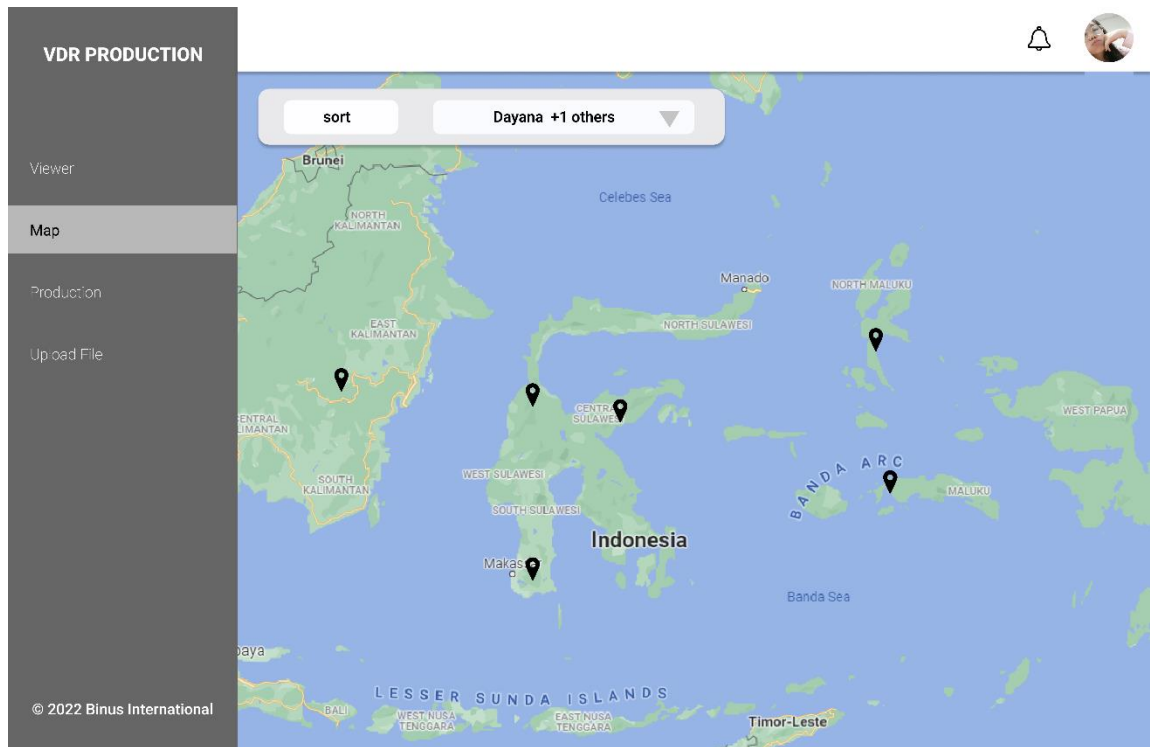 VDR PRODUCTION
Viewer
Map
Production
Upload File
© 2022 Binus International
sort
Dayana +1 others
Brunei
Celebes Sea
NORTH
KALIMANTAN
Manado
NORTH MALUKU
EAST
KALIMANTAN
NORTH SULAWESI
CENTRAL
SULAWESI
ENTRAL
LIMANTAN
WEST PAPUA
BANDA ARC
WEST SULAWESI
SOUTH
KALIMANTAN
MALUKU
SOUTH SULAWESI
Indonesia
Makas
Banda Sea
baya
LESSER SUNDA ISLANDS
BALI
WEST NUSA
TENGGARA
EAST NUSA
TENGGARA
Timor-Leste